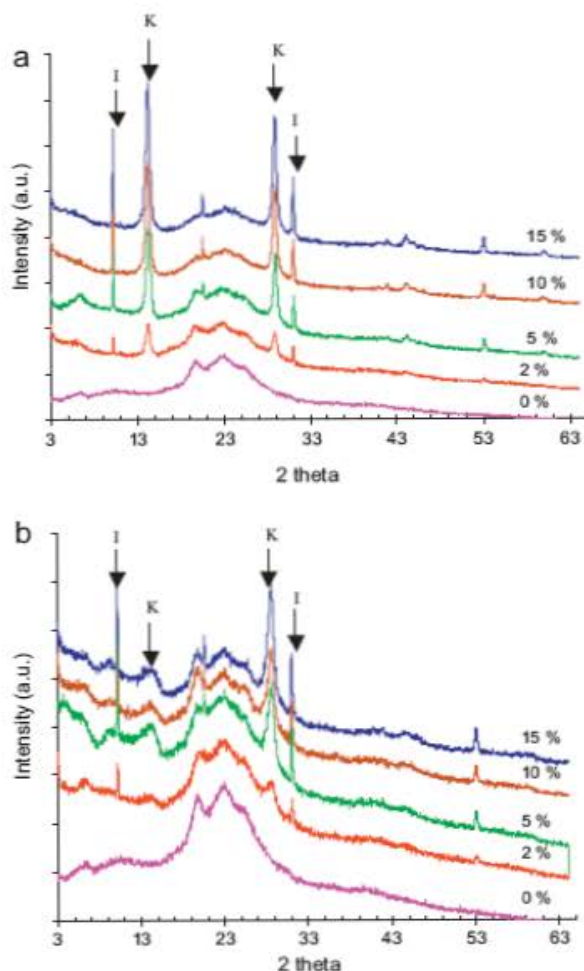 a
K
K
I
I
Intensity (a.u.)
15 %
10 %
5 %
2 %
0 %
3 13 23 33 43 53 63
2 theta
b
I
K
K
I
Intensity (a.u.)
15 %
10 %
5 %
2 %
0 %
3 13 23 33 43 53 63
2 theta